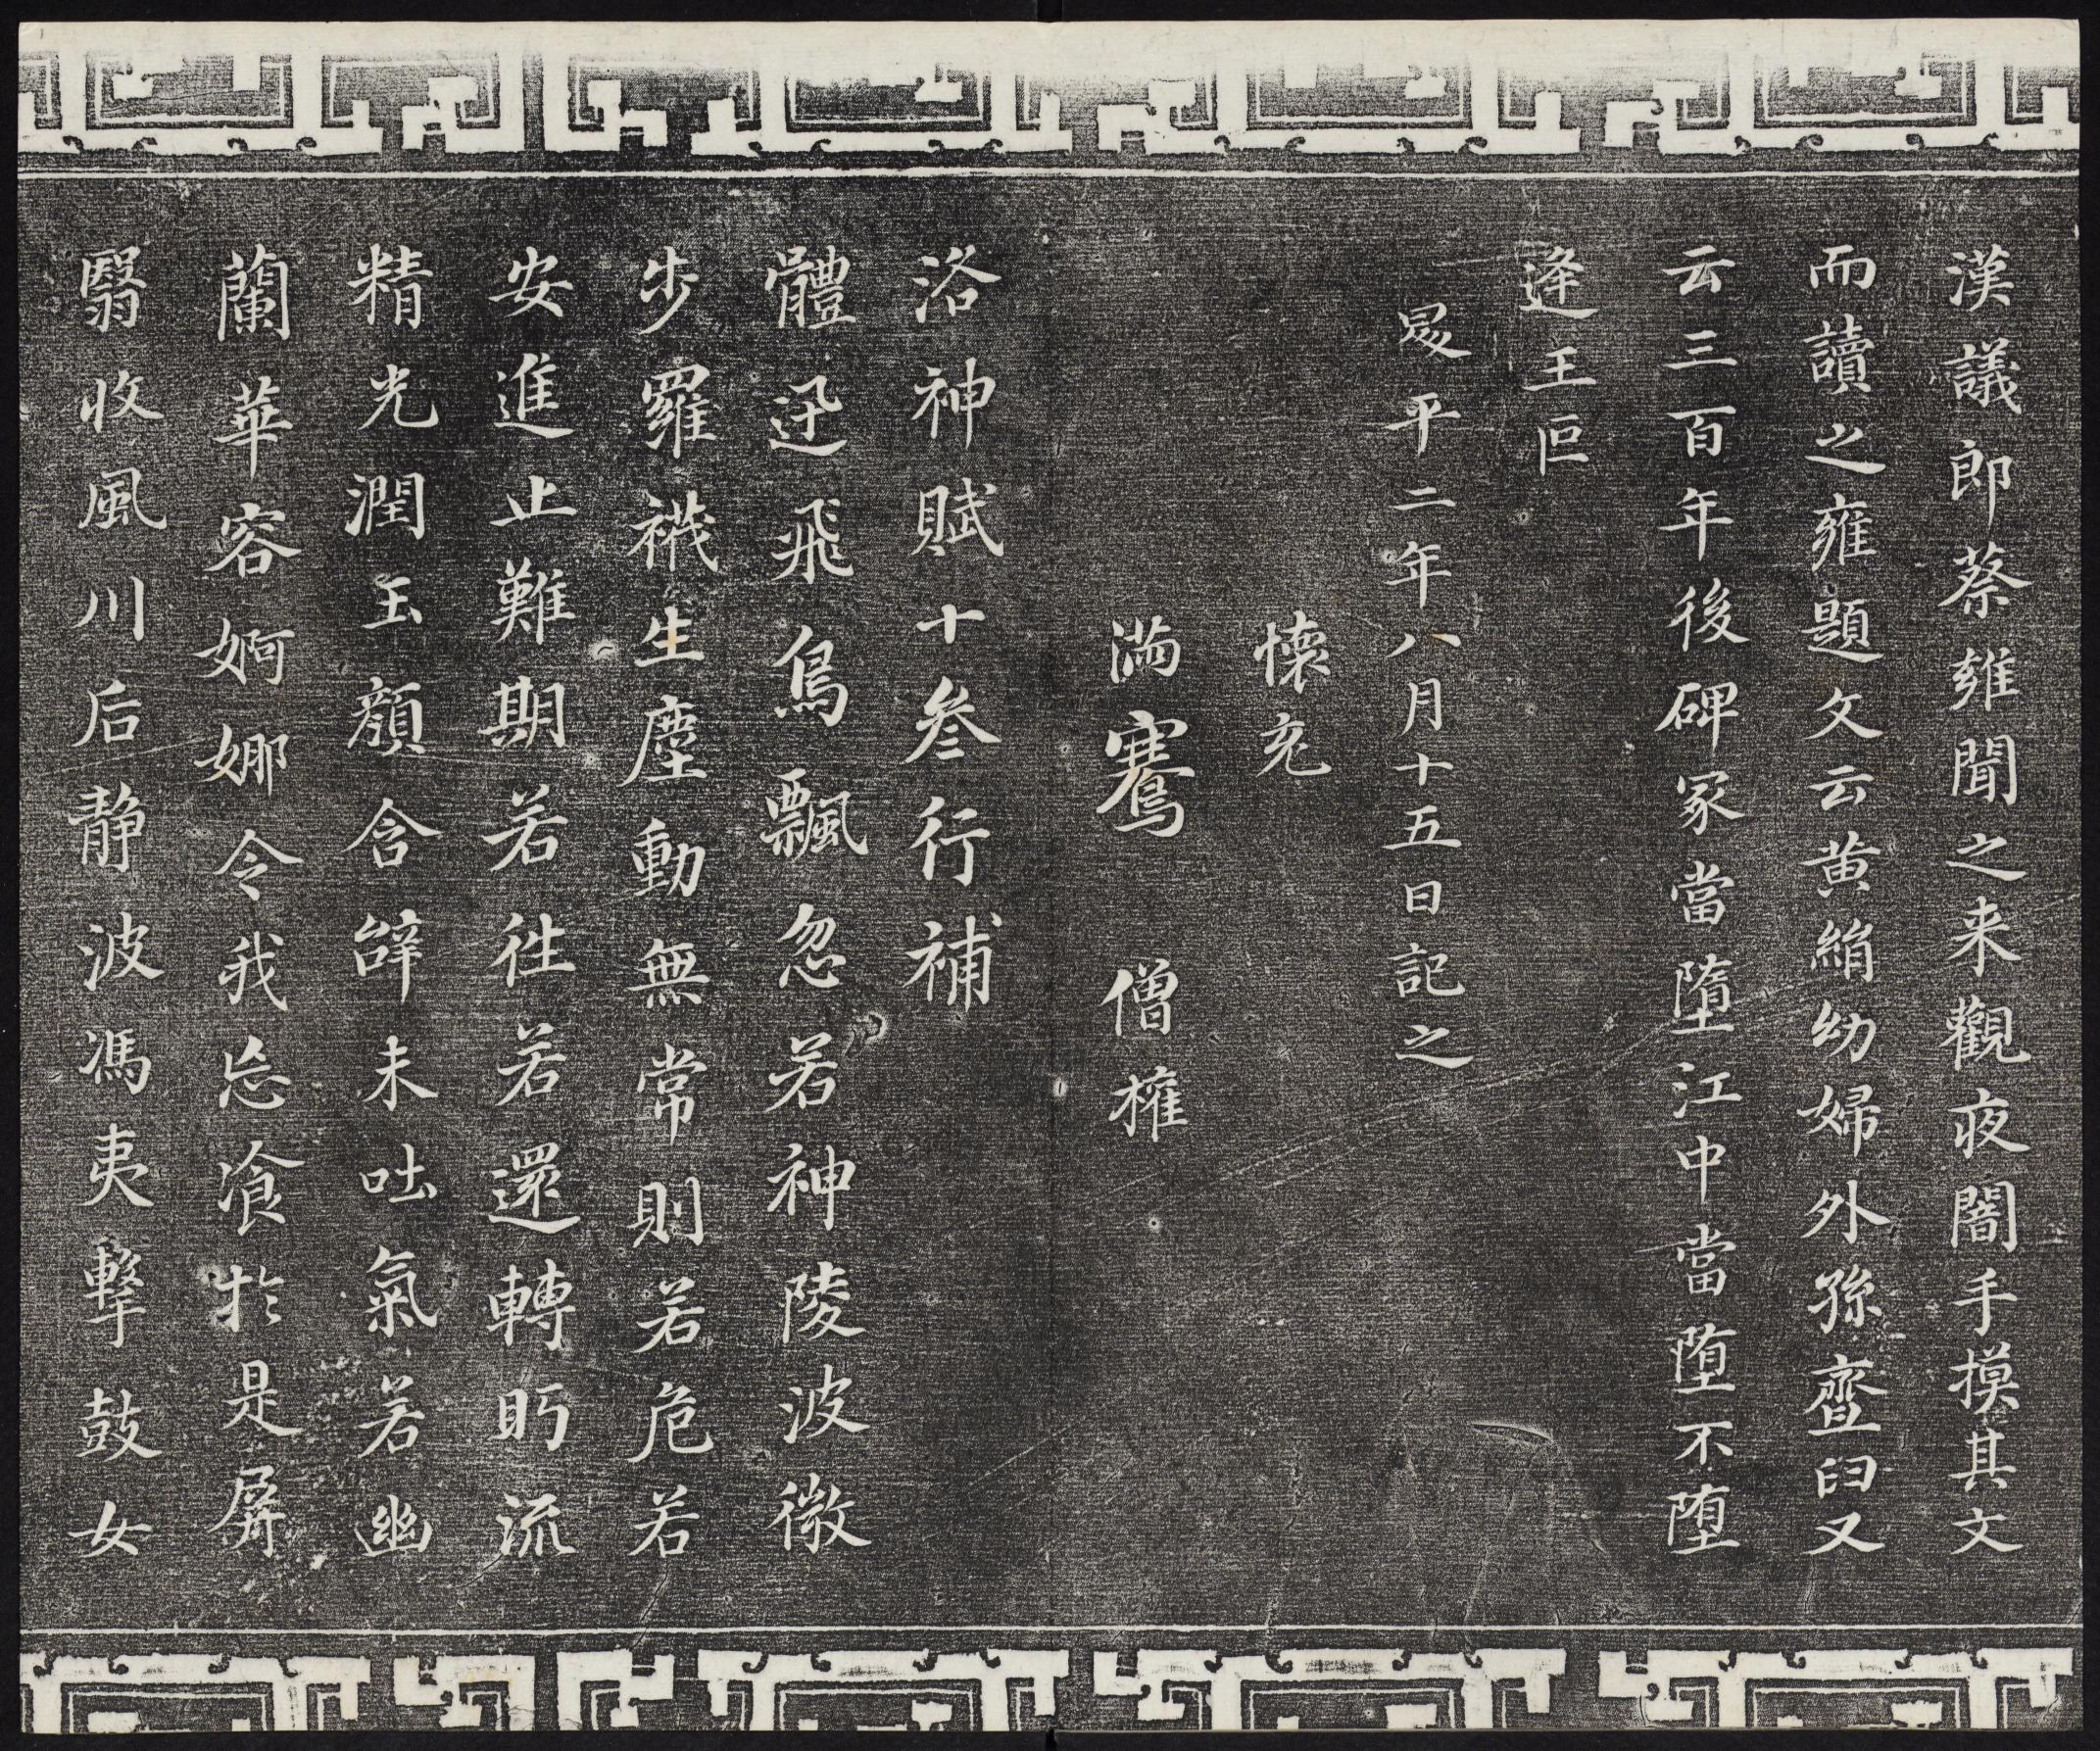 漢議郎蔡雍聞之来觀夜闇手摸其文
而讀之雍題文云黄絹幼婦外孫齏臼又
云三百年後碑冢當墮江中當墮不墮
逢王叵
昇平二年八月十五日記之
懷充
満騫 僧權
洛神賦十叁行補
體迅飛鳧飄忽若神陵波微
步羅襪生塵動無常則若危若
安進止難期若往若還轉眄流
精光潤玉顏含辭未吐氣若幽
蘭華容婀娜令我忘飡於是屏
翳收風川后静波馮夷擊鼓女